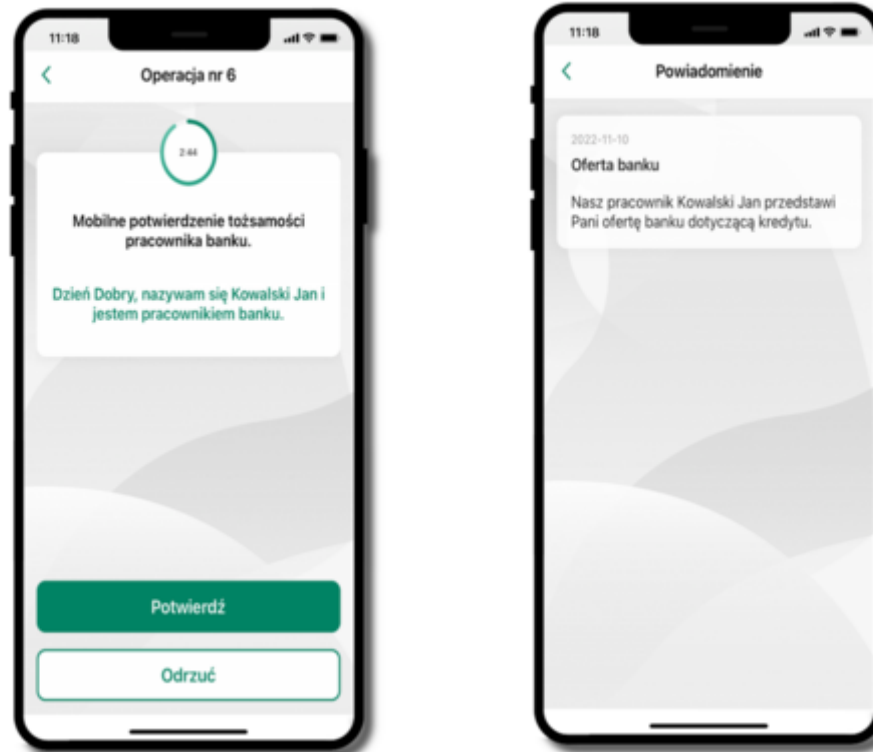 11:18
Operacja nr 6
2:44
Mobilne potwierdzenie tożsamości
pracownika banku.
Dzień Dobry, nazywam się Kowalski Jan i
jestem pracownikiem banku.
Potwierdź
Odrzuć
11:18
Powiadomienie
2022-11-10
Oferta banku
Nasz pracownik Kowalski Jan przedstawi
Pani ofertę banku dotyczącą kredytu.